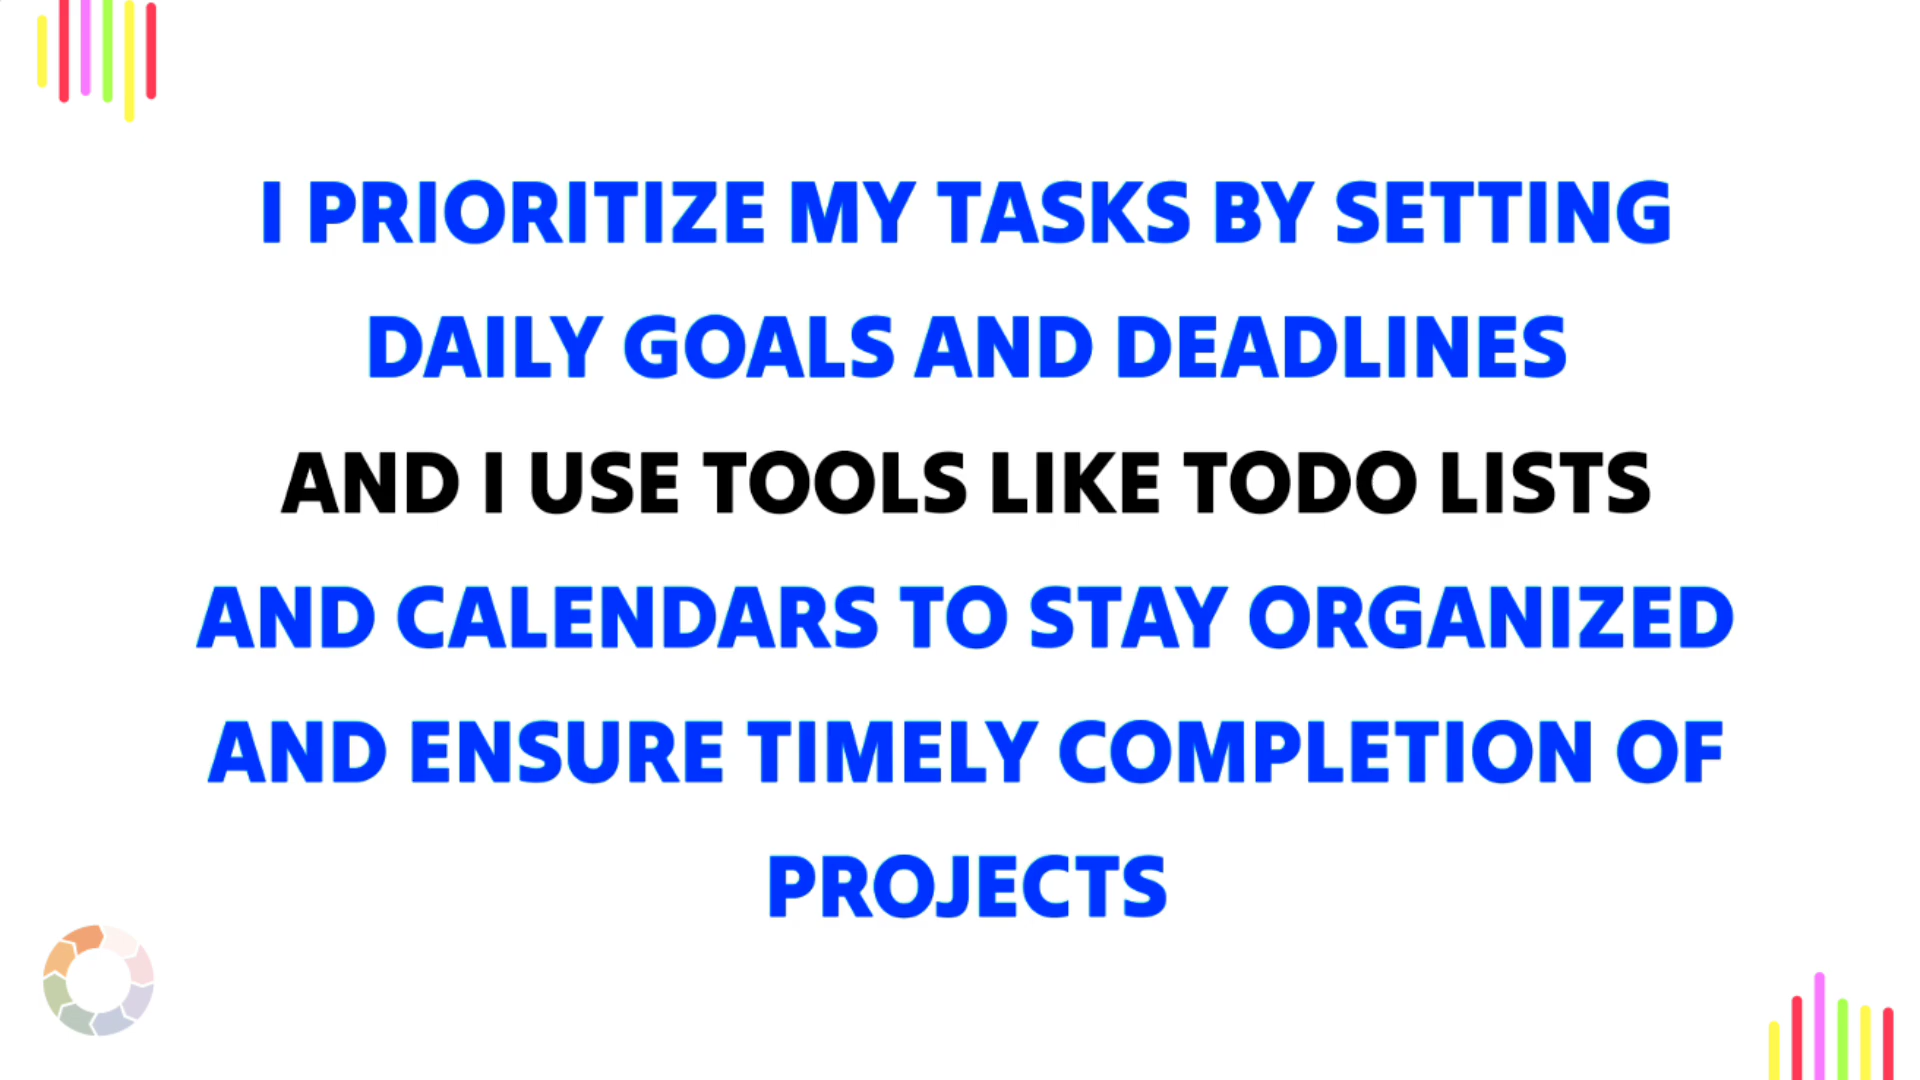 I PRIORITIZE MY TASKS BY SETTING
DAILY GOALS AND DEADLINES
AND I USE TOOLS LIKE TODO LISTS
AND CALENDARS TO STAY ORGANIZED
AND ENSURE TIMELY COMPLETION OF
PROJECTS